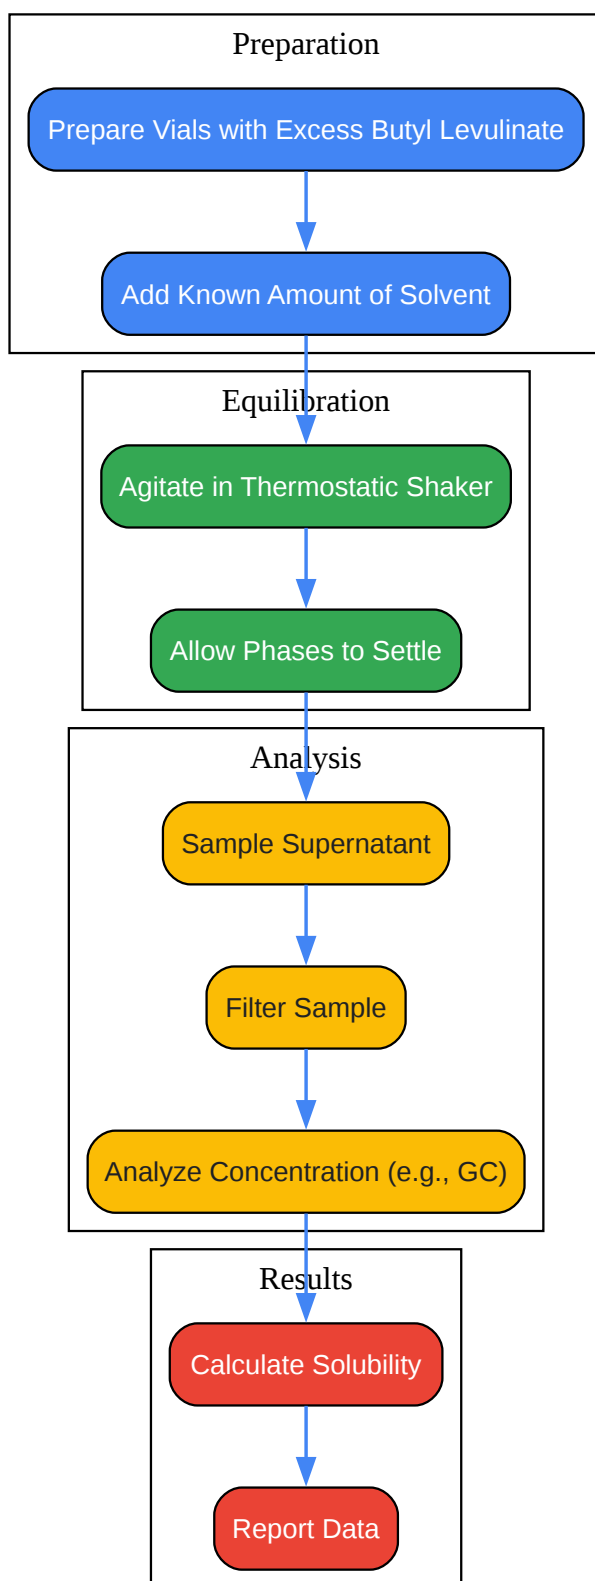 Preparation
Prepare Vials with Excess Butyl Levulinate
Add Known Amount of Solvent
Equilibration
Agitate in Thermostatic Shaker
Allow Phases to Settle
Analysis
Sample Supernatant
Filter Sample
Analyze Concentration (e.g., GC)
Results
Calculate Solubility
Report Data